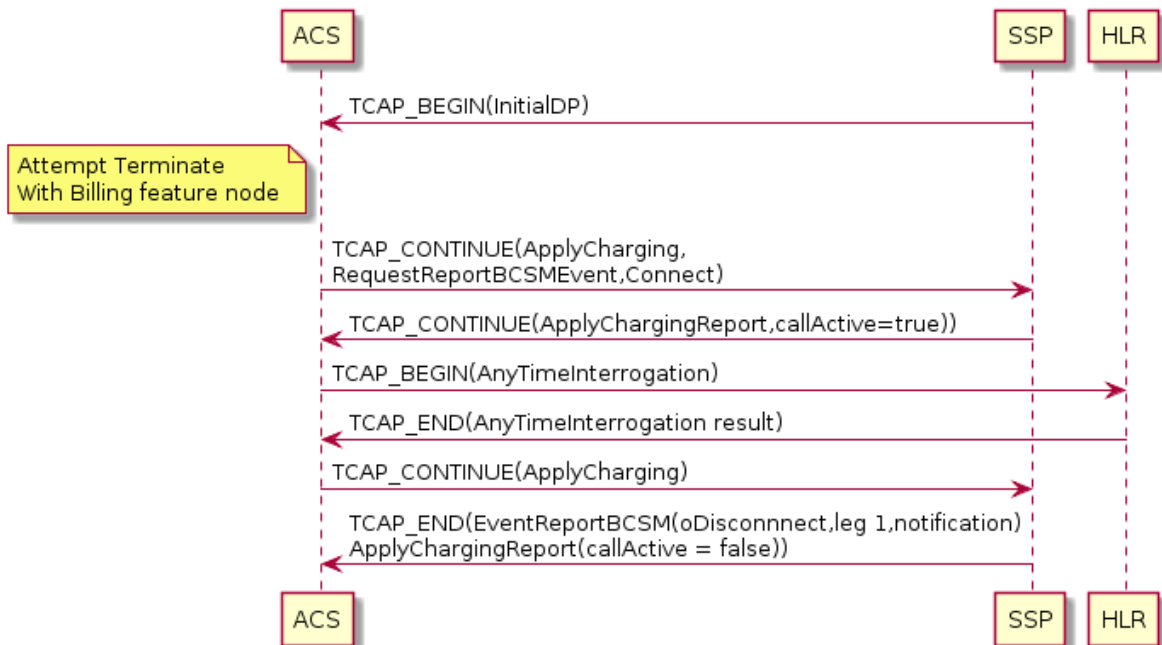 ACS SSP HLR
TCAP_BEGIN(InitialDP)
Attempt Terminate
With Billing feature node
TCAP_CONTINUE(ApplyCharging,
RequestReportBCSMEvent,Connect)
TCAP_CONTINUE(ApplyChargingReport,callActive=true))
TCAP_BEGIN(AnyTimeInterrogation)
TCAP_END(AnyTimeInterrogation result)
TCAP_CONTINUE(ApplyCharging)
TCAP_END(EventReportBCSM(oDisconnnect,leg 1,notification)
ApplyChargingReport(callActive = false))
ACS SSP HLR